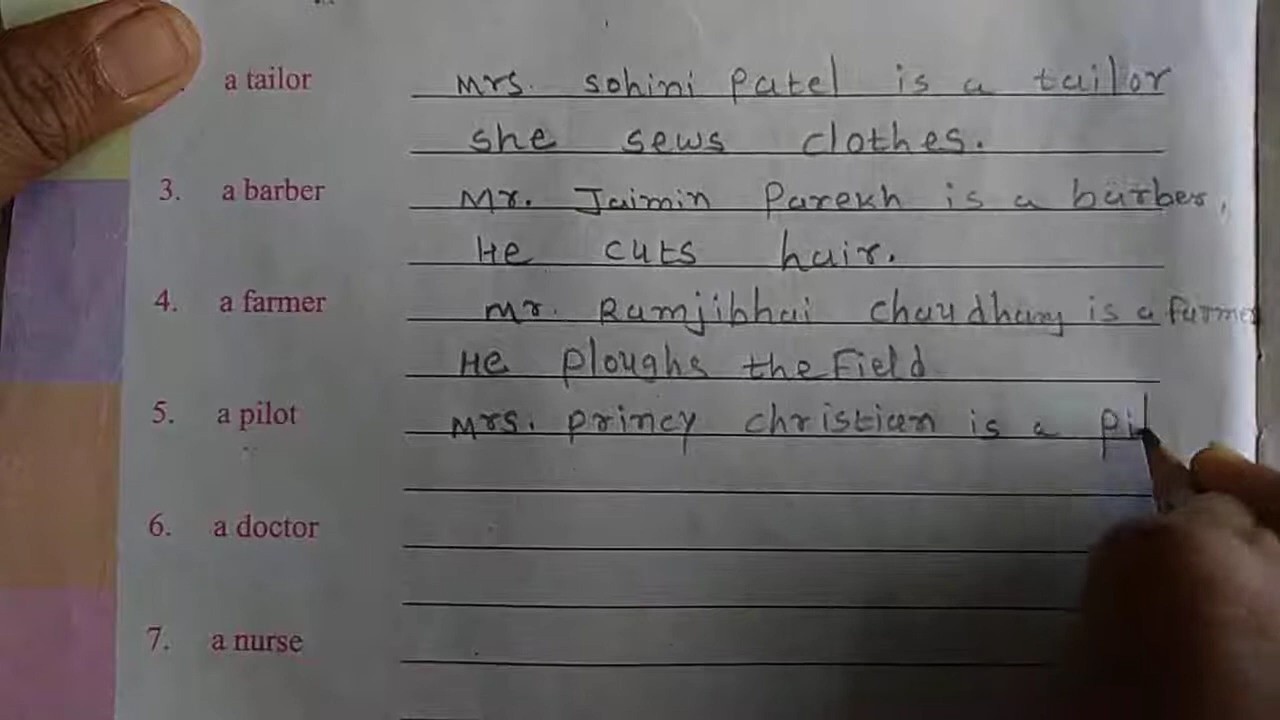 a tailor Mrs. Sohini Patel is a tailor
She sews clothes.
3. a barber Mr. Jaimin Parekh is a barber,
He cuts hair.
4. a farmer Mr. Ramjibhai Chaudhary is a farmer
He ploughs the Field
5. a pilot Mrs. princy christian is a pil
6. a doctor
7. a nurse